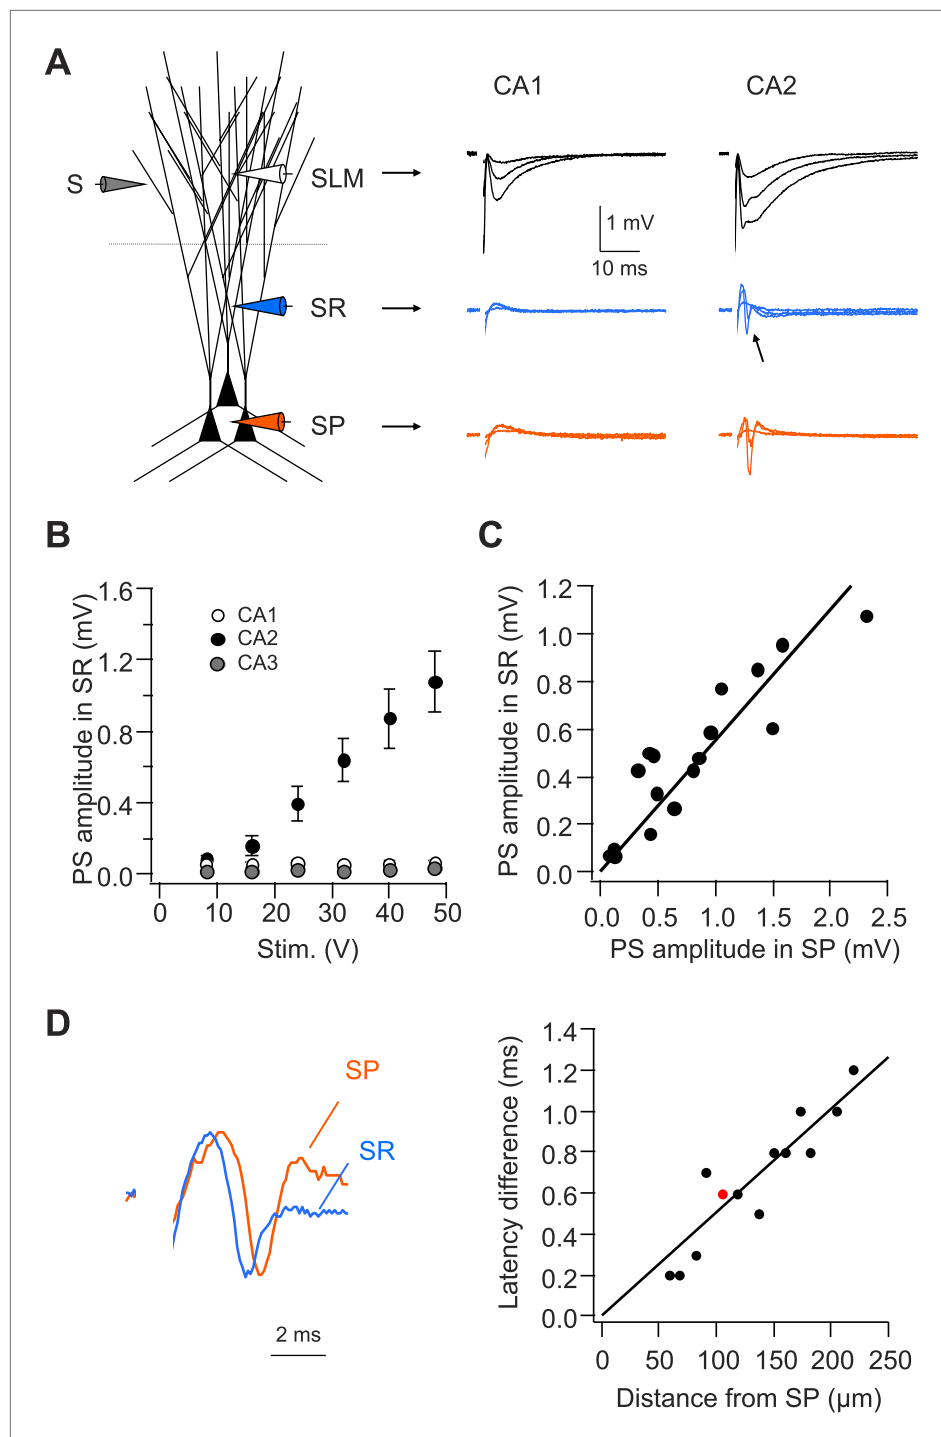 A
CA1
CA2
S
SLM
1 mV
10 ms
SR
SP
B
PS amplitude in SR (mV)
1.6
1.2
0.8
0.4
0.0
CA1
CA2
CA3
0
10
20
30
40
50
Stim. (V)
C
PS amplitude in SR (mV)
1.2
1.0
0.8
0.6
0.4
0.2
0.0
0.0
0.5
1.0
1.5
2.0
2.5
PS amplitude in SP (mV)
D
SP
SR
2 ms
Latency difference (ms)
1.4
1.2
1.0
0.8
0.6
0.4
0.2
0.0
0
50
100
150
200
250
Distance from SP (µm)